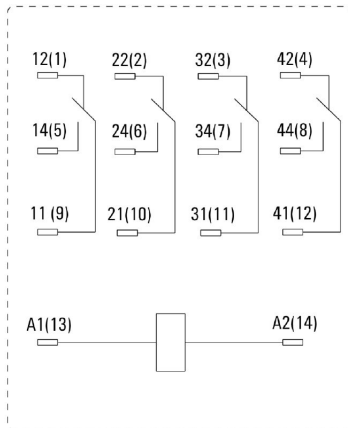 12(1) 22(2) 32(3) 42(4)
14(5) 24(6) 34(7) 44(8)
11 (9) 21(10) 31(11) 41(12)
A1(13) A2(14)